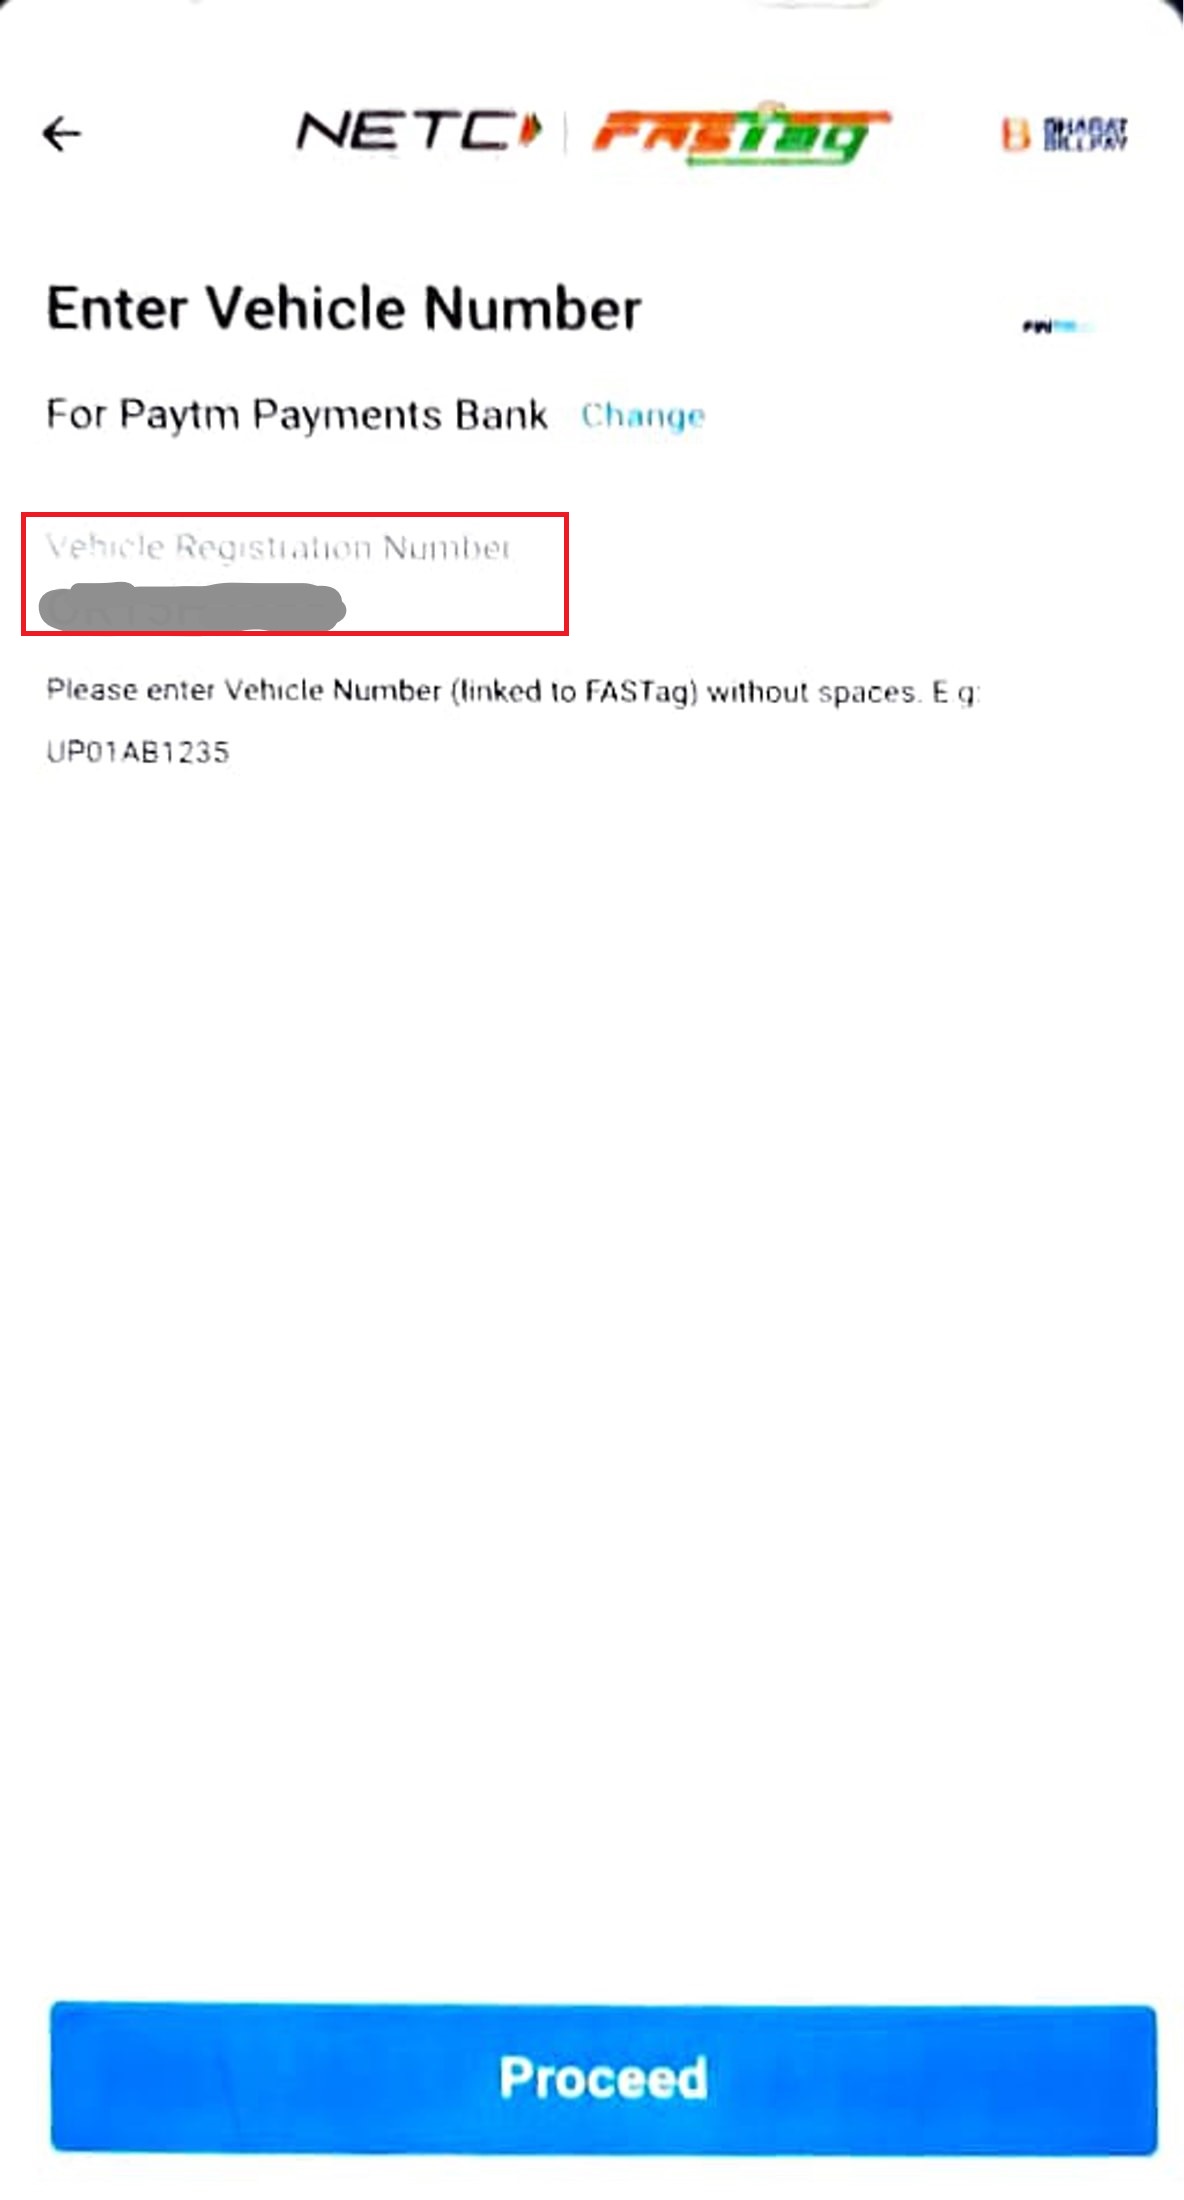 NETC FASTag BHARAT BILLPAY
Enter Vehicle Number
For Paytm Payments Bank Change
Vehicle Registration Number
Please enter Vehicle Number (linked to FASTag) without spaces. E.g:
UP01AB1235
Proceed